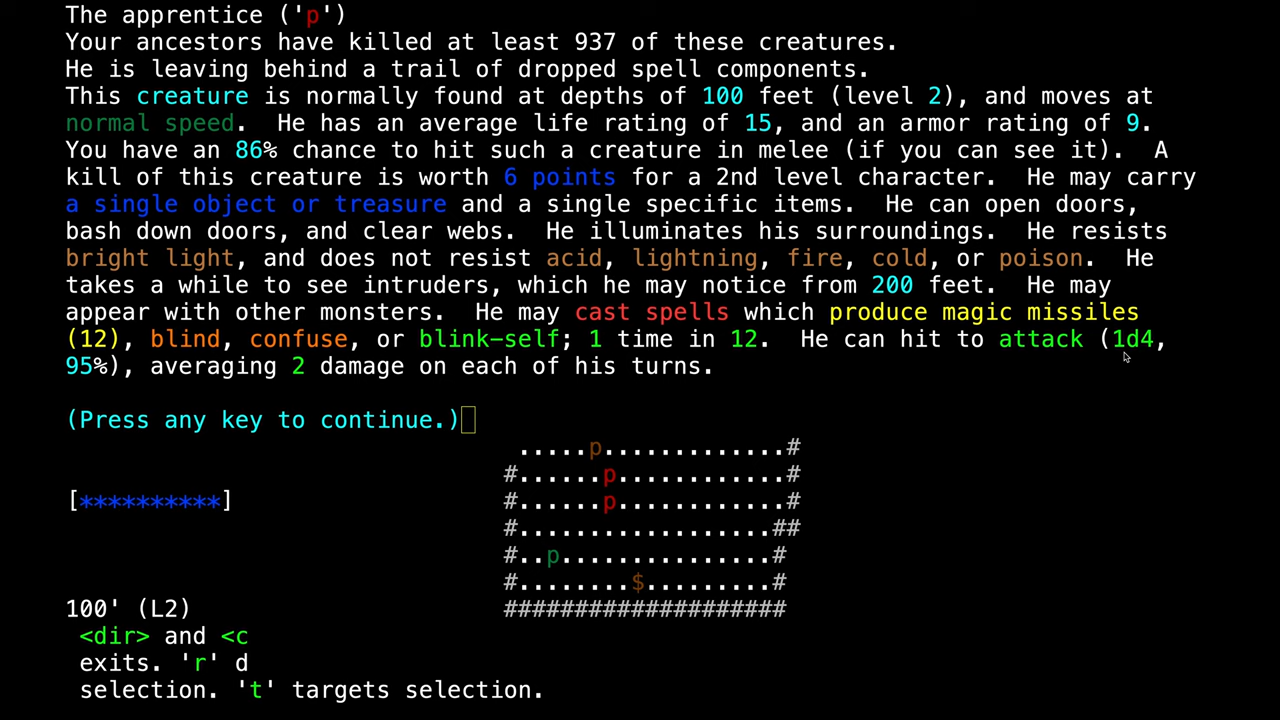 The apprentice ('p')
Your ancestors have killed at least 937 of these creatures.
He is leaving behind a trail of dropped spell components.
This creature is normally found at depths of 100 feet (level 2), and moves at
normal speed.  He has an average life rating of 15, and an armor rating of 9.
You have an 86% chance to hit such a creature in melee (if you can see it).  A
kill of this creature is worth 6 points for a 2nd level character.  He may carry
a single object or treasure and a single specific items.  He can open doors,
bash down doors, and clear webs.  He illuminates his surroundings.  He resists
bright light, and does not resist acid, lightning, fire, cold, or poison.  He
takes a while to see intruders, which he may notice from 200 feet.  He may
appear with other monsters.  He may cast spells which produce magic missiles
(12), blind, confuse, or blink-self; 1 time in 12.  He can hit to attack (1d4,
95%), averaging 2 damage on each of his turns.
(Press any key to continue.)
.....p.............#
#......p...........#
[**********] #......p...........#
#..................##
#..p...............#
#........$.........#
100' (L2) ####################
<dir> and <c
exits. 'r' d
selection. 't' targets selection.